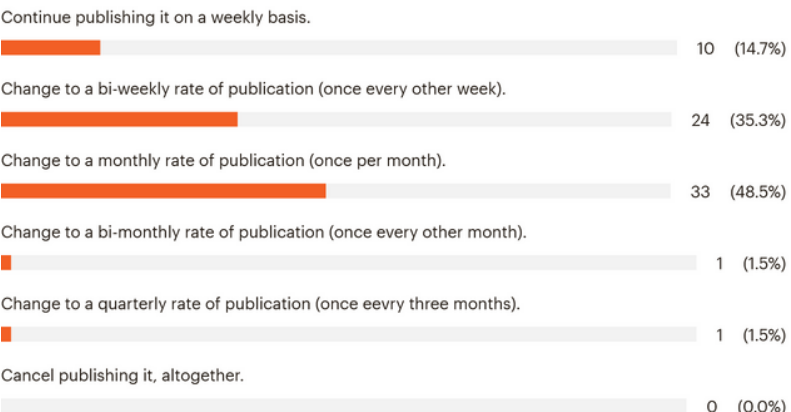 Continue publishing it on a weekly basis.
10 (14.7%)
Change to a bi-weekly rate of publication (once every other week).
24 (35.3%)
Change to a monthly rate of publication (once per month).
33 (48.5%)
Change to a bi-monthly rate of publication (once every other month).
1 (1.5%)
Change to a quarterly rate of publication (once eevry three months).
1 (1.5%)
Cancel publishing it, altogether.
0 (0.0%)